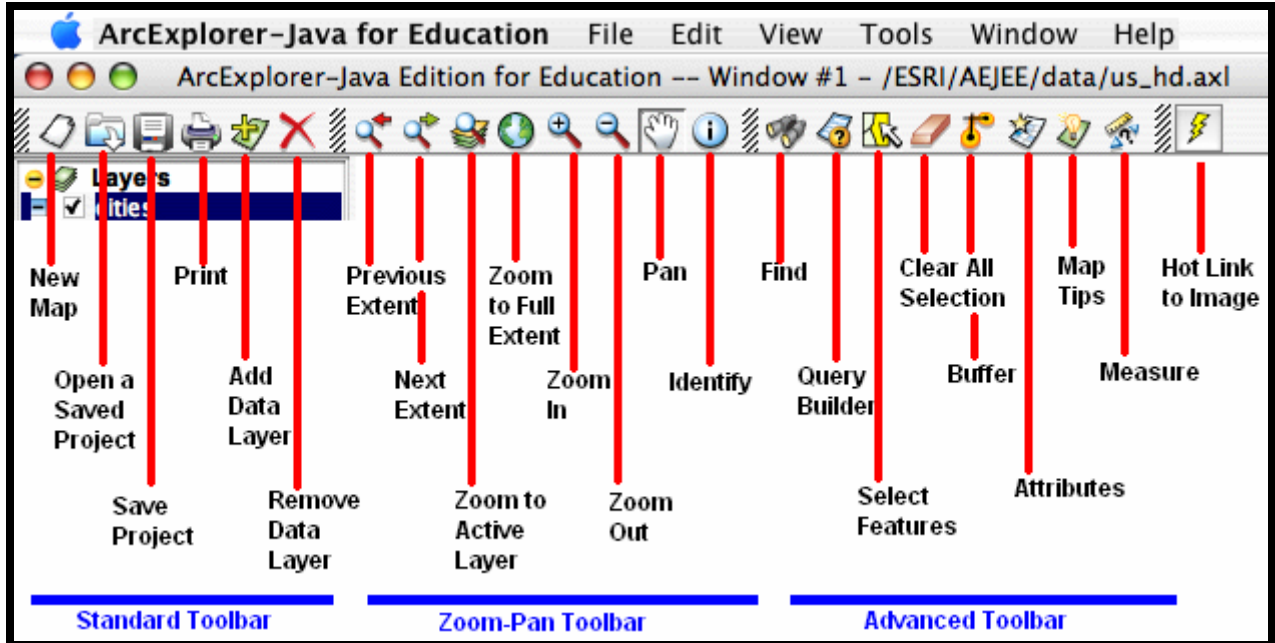 ArcExplorer-Java for Education File Edit View Tools Window Help
ArcExplorer-Java Edition for Education -- Window #1 - /ESRI/AEJEE/data/us_hd.axl
Layers
cities
New
Map
Print
Previous
Extent
Zoom
to Full
Extent
Pan
Find
Clear All
Selection
Map
Tips
Hot Link
to Image
Open a
Saved
Project
Add
Data
Layer
Next
Extent
Zoom
In
Identify
Query
Builder
Buffer
Measure
Save
Project
Remove
Data
Layer
Zoom to
Active
Layer
Zoom
Out
Select
Features
Attributes
Standard Toolbar
Zoom-Pan Toolbar
Advanced Toolbar